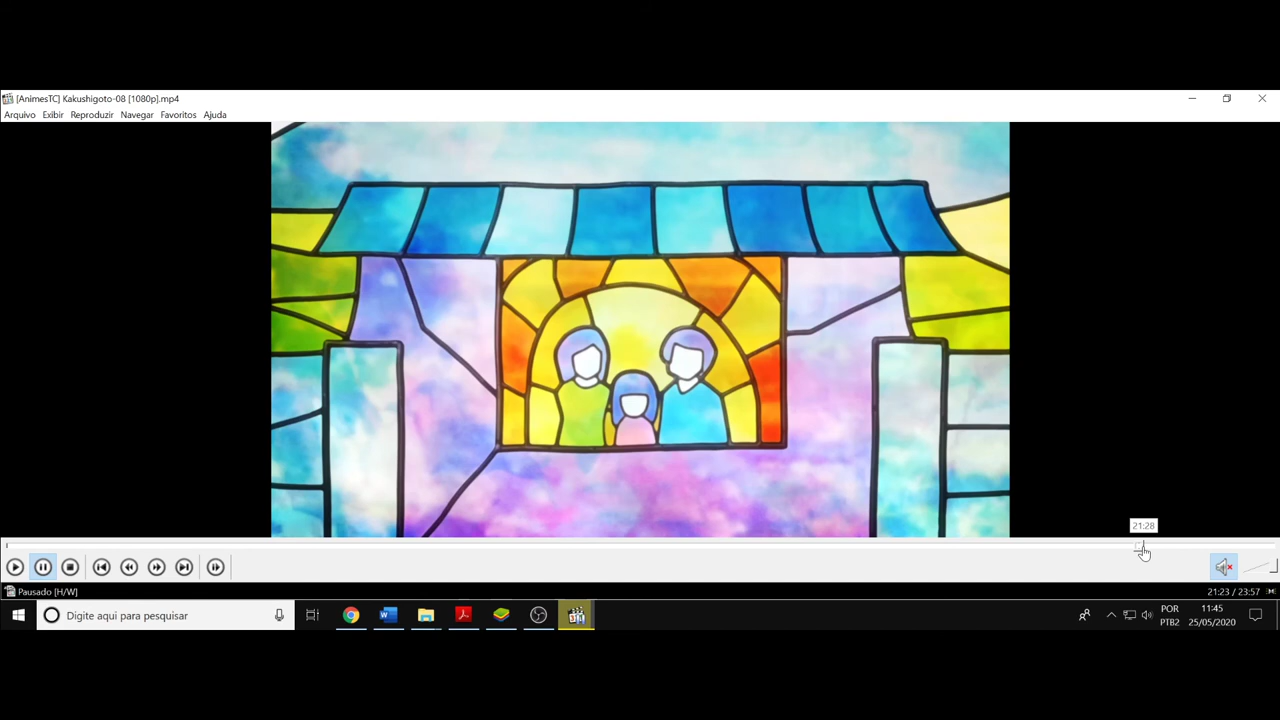 [AnimesTC] Kakushigoto-08 [1080p].mp4
Arquivo Exibir Reproduzir Navegar Favoritos Ajuda
21:28
Pausado [H/W]
21:23 / 23:57
Digite aqui para pesquisar
POR
PTB2
11:45
25/05/2020